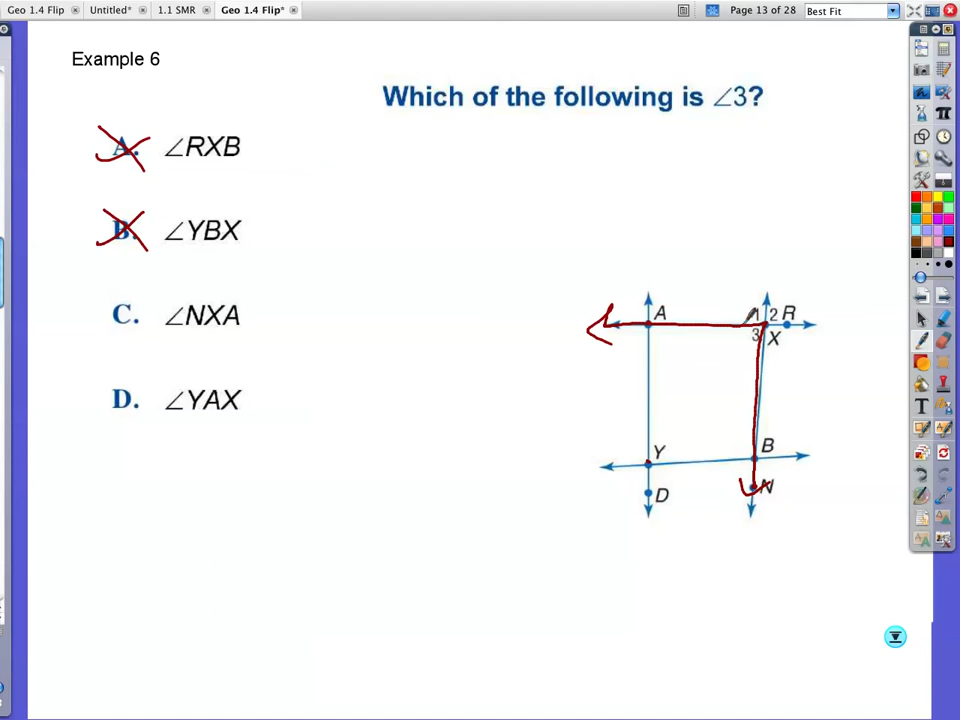 Geo 1.4 Flip Untitled* 1.1 SMR Geo 1.4 Flip* Page 13 of 28 Best Fit
Example 6
Which of the following is ∠3?
A. ∠RXB
B. ∠YBX
C. ∠NXA
D. ∠YAX
A 1 2 R
3 X
Y B
D N